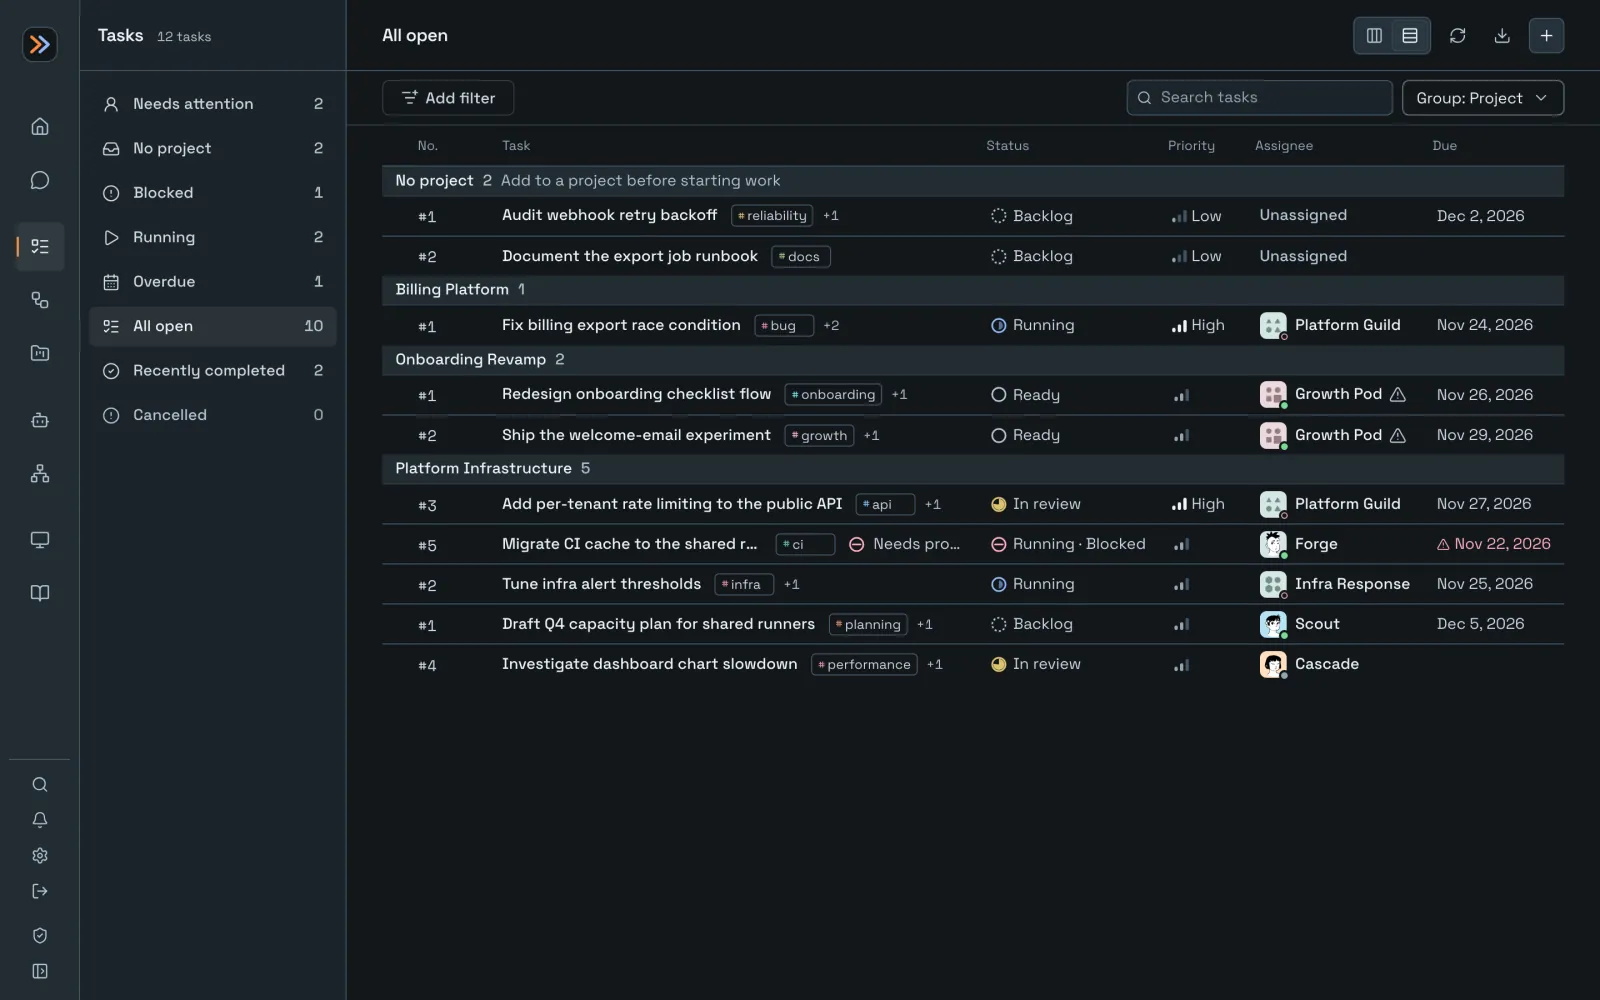 Tasks 12 tasks
Needs attention 2
No project 2
Blocked 1
Running 2
Overdue 1
All open 10
Recently completed 2
Cancelled 0
All open
Add filter
Search tasks
Group: Project
No. Task Status Priority Assignee Due
No project 2 Add to a project before starting work
#1 Audit webhook retry backoff #reliability +1 Backlog Low Unassigned Dec 2, 2026
#2 Document the export job runbook #docs Backlog Low Unassigned
Billing Platform 1
#1 Fix billing export race condition #bug +2 Running High Platform Guild Nov 24, 2026
Onboarding Revamp 2
#1 Redesign onboarding checklist flow #onboarding +1 Ready Growth Pod Nov 26, 2026
#2 Ship the welcome-email experiment #growth +1 Ready Growth Pod Nov 29, 2026
Platform Infrastructure 5
#3 Add per-tenant rate limiting to the public API #api +1 In review High Platform Guild Nov 27, 2026
#5 Migrate CI cache to the shared r... #ci Needs pro... Running · Blocked Forge Nov 22, 2026
#2 Tune infra alert thresholds #infra +1 Running Infra Response Nov 25, 2026
#1 Draft Q4 capacity plan for shared runners #planning +1 Backlog Scout Dec 5, 2026
#4 Investigate dashboard chart slowdown #performance +1 In review Cascade